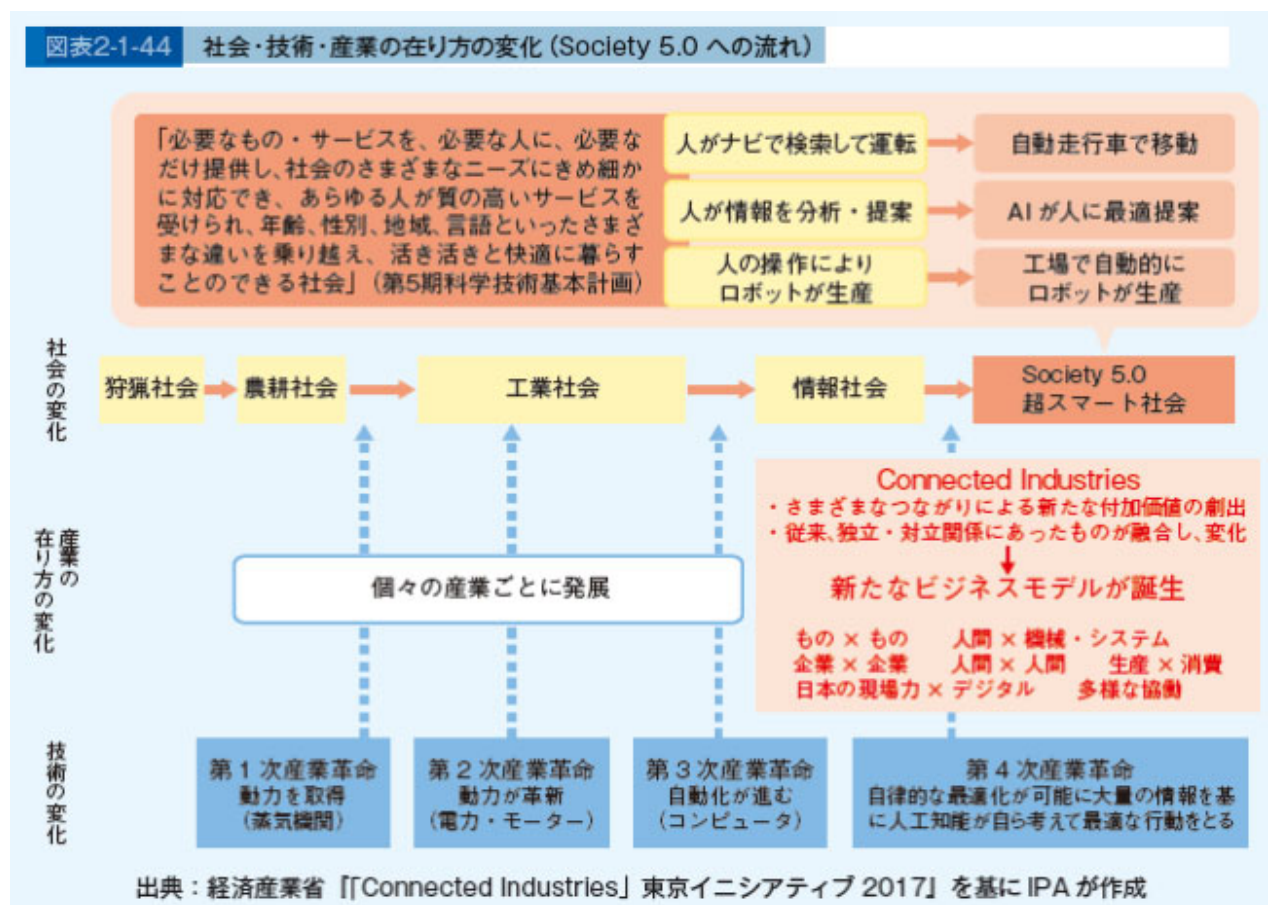 図表2-1-44 社会・技術・産業の在り方の変化（Society 5.0 への流れ）
「必要なもの・サービスを、必要な人に、必要な
だけ提供し、社会のさまざまなニーズにきめ細か
に対応でき、あらゆる人が質の高いサービスを
受けられ、年齢、性別、地域、言語といったさまざ
まな違いを乗り越え、活き活きと快適に暮らす
ことのできる社会」（第5期科学技術基本計画）
人がナビで検索して運転
自動走行車で移動
人が情報を分析・提案
AIが人に最適提案
人の操作により
ロボットが生産
工場で自動的に
ロボットが生産
社会の変化
狩猟社会
農耕社会
工業社会
情報社会
Society 5.0
超スマート社会
産業の
在り方の変化
個々の産業ごとに発展
Connected Industries
・さまざまなつながりによる新たな付加価値の創出
・従来、独立・対立関係にあったものが融合し、変化
新たなビジネスモデルが誕生
もの × もの 人間 × 機械・システム
企業 × 企業 人間 × 人間 生産 × 消費
日本の現場力 × デジタル 多様な協働
技術の変化
第1次産業革命
動力を取得
（蒸気機関）
第2次産業革命
動力が革新
（電力・モーター）
第3次産業革命
自動化が進む
（コンピュータ）
第4次産業革命
自律的な最適化が可能に大量の情報を基
に人工知能が自ら考えて最適な行動をとる
出典：経済産業省『「Connected Industries」東京イニシアティブ 2017』を基にIPAが作成